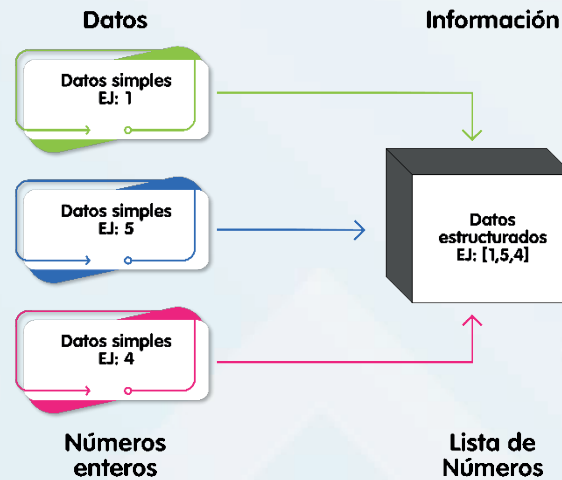 Datos
Información
Datos simples
EJ: 1
Datos simples
EJ: 5
Datos simples
EJ: 4
Datos
estructurados
EJ: [1,5,4]
Números
enteros
Lista de
Números